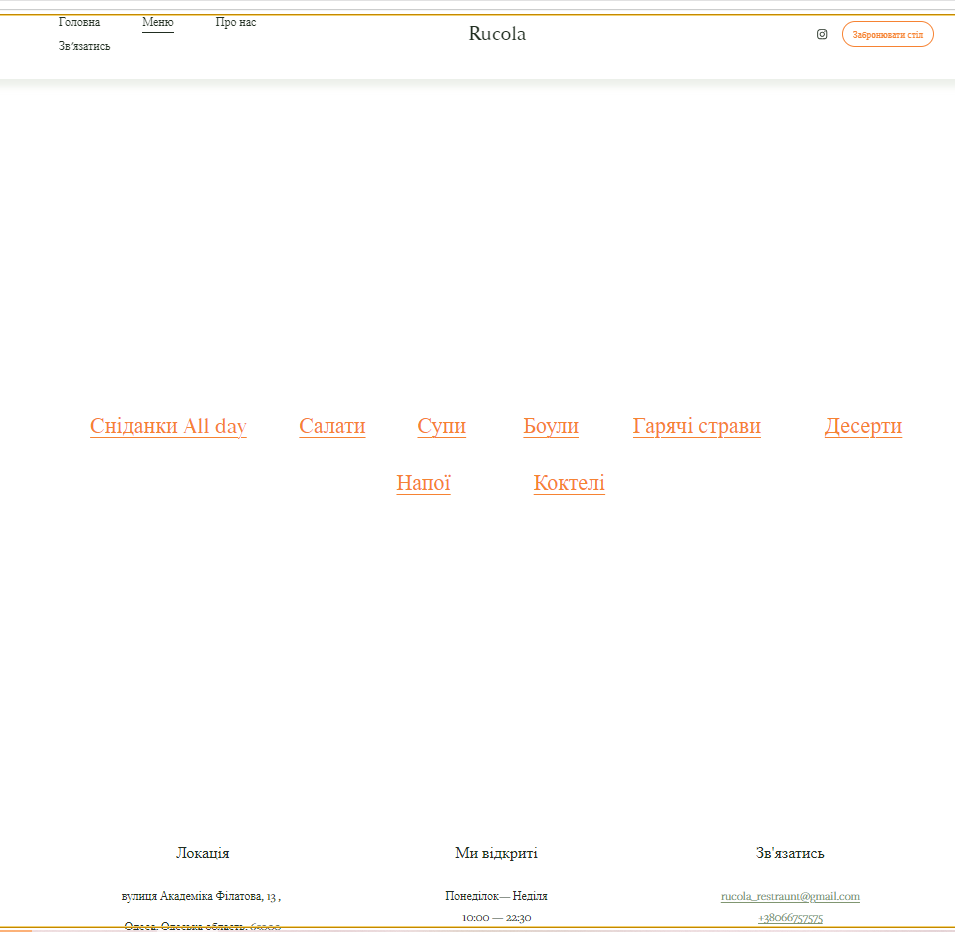 Головна Меню Про нас
Зв'язатись
Rucola
Забронювати стіл
Сніданки All day Салати Супи Боули Гарячі страви Десерти
Напої Коктелі
Локація Ми відкриті Зв'язатись
вулиця Академіка Філатова, 13 , Понеділок— Неділя rucola_restraunt@gmail.com
10:00 — 22:30 +38066757575
Одеса, Одеська область, 65000